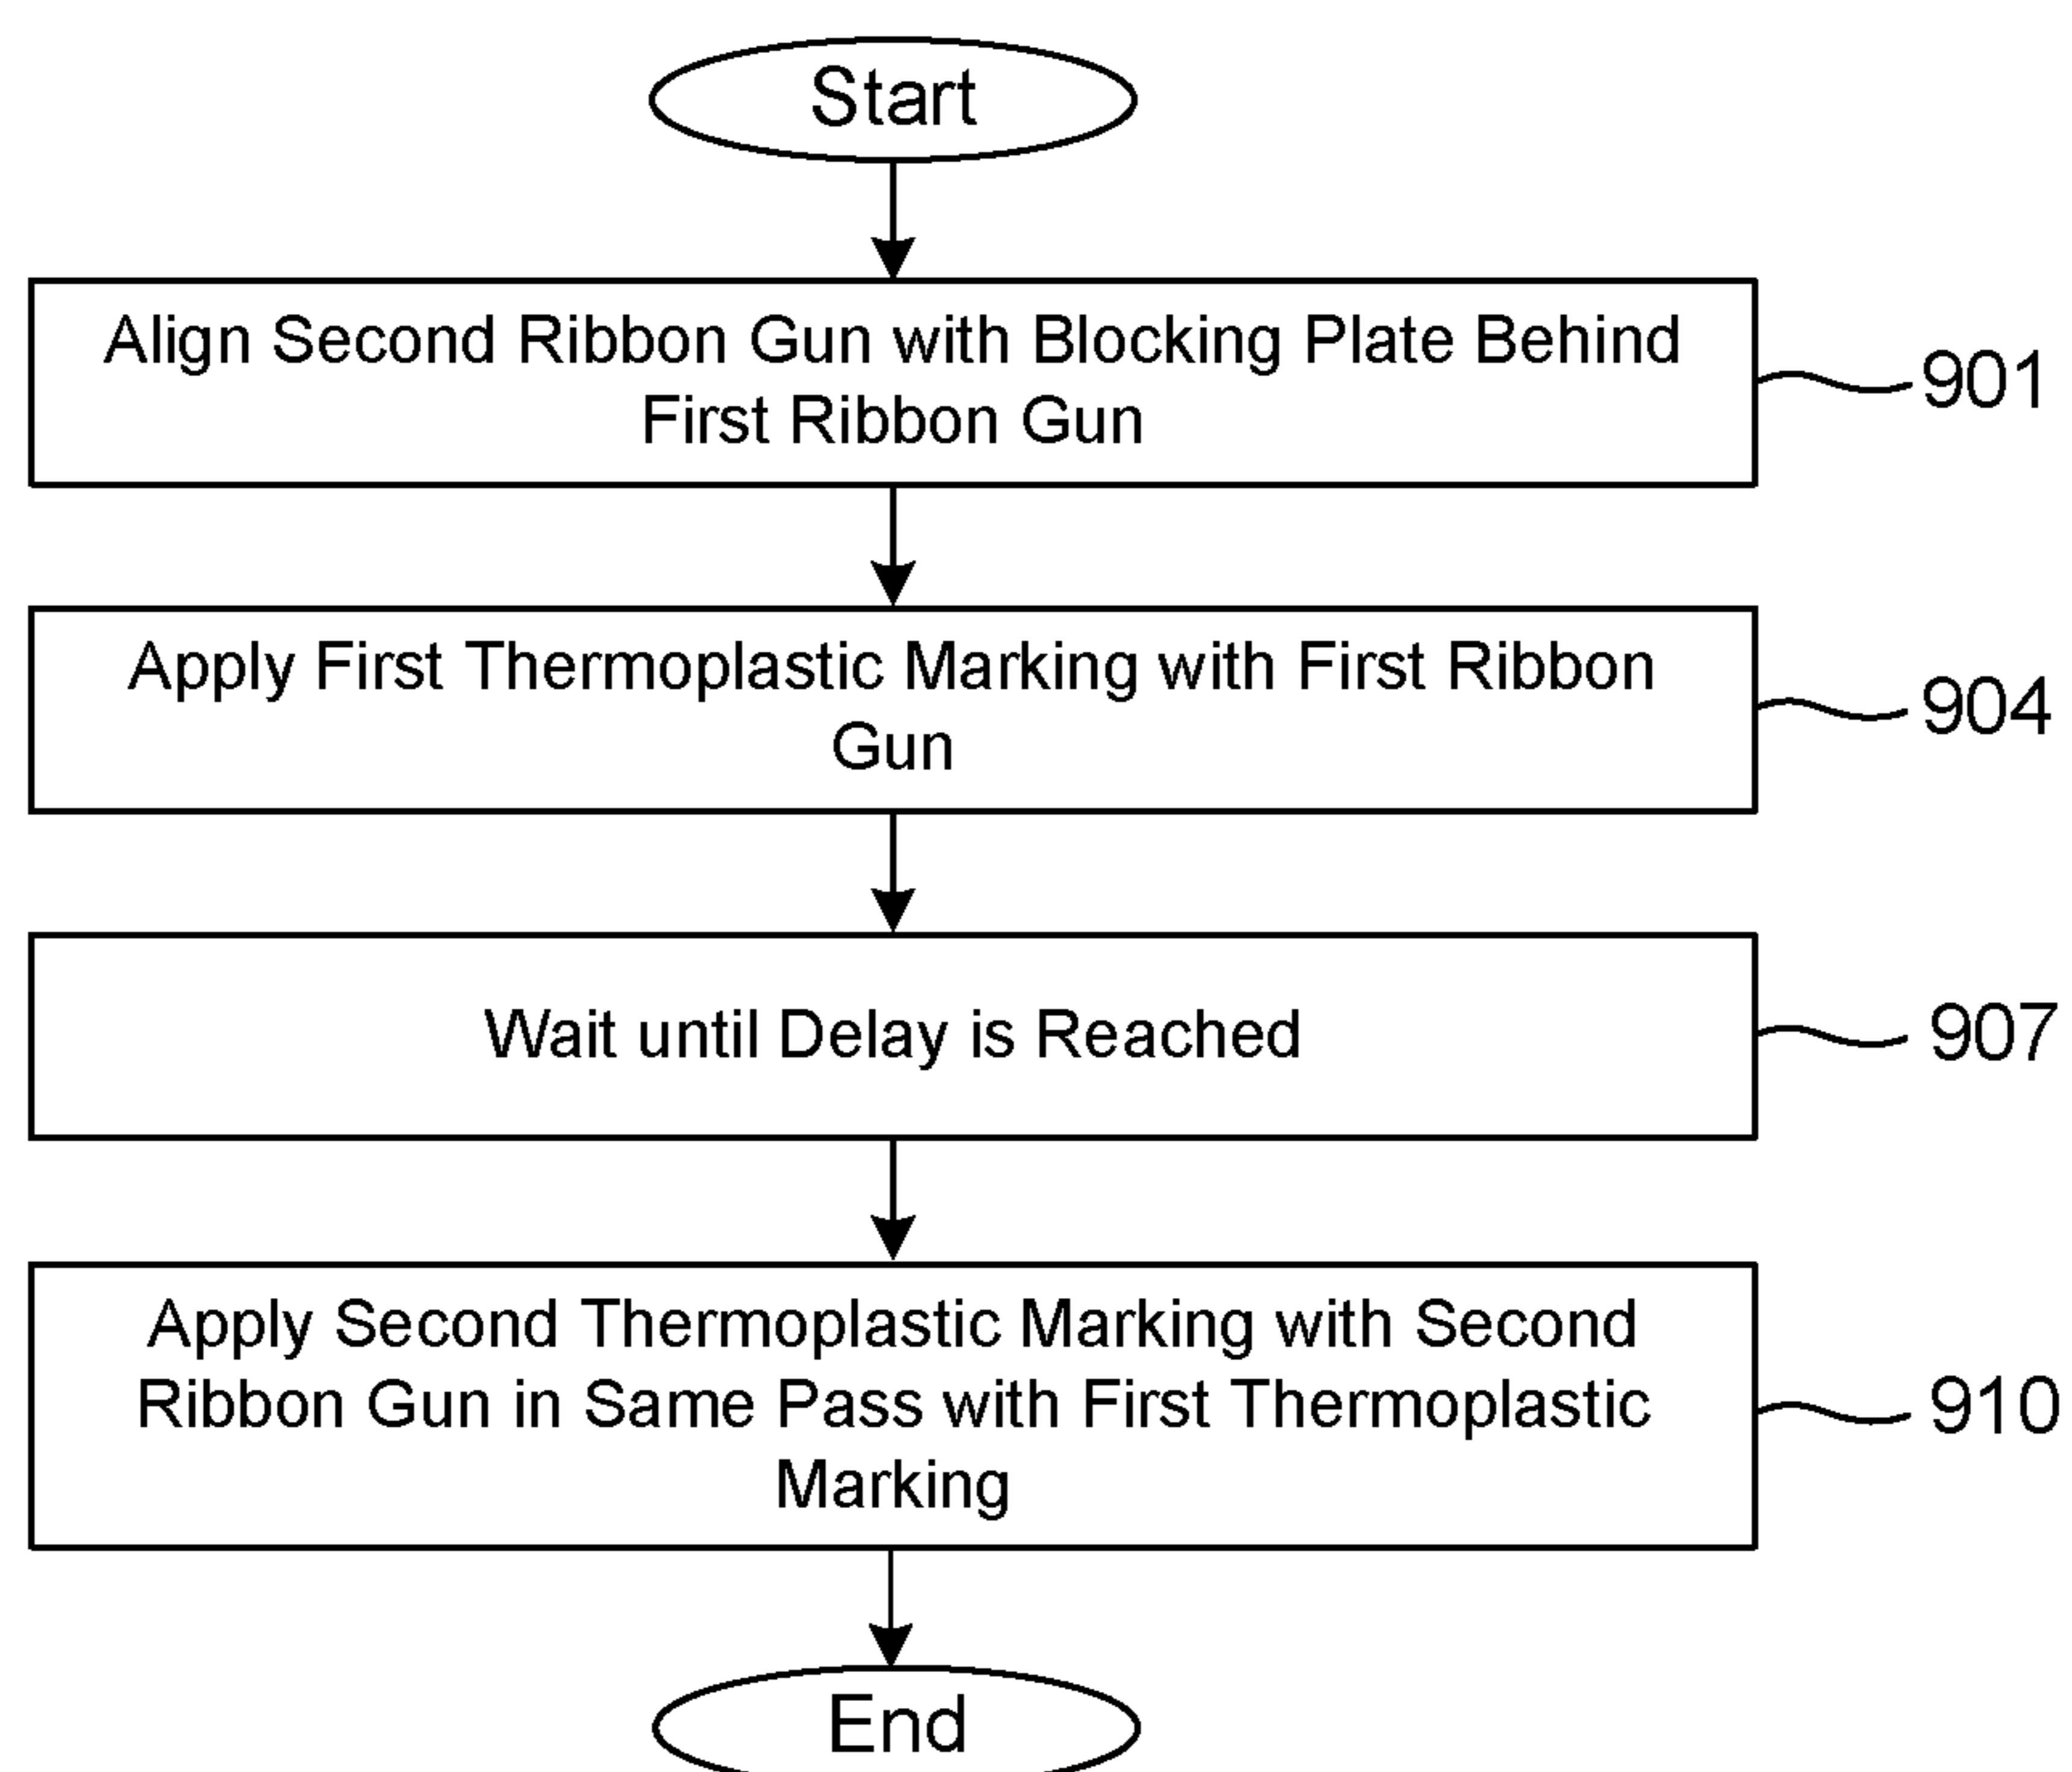 Start
Align Second Ribbon Gun with Blocking Plate Behind
First Ribbon Gun
901
Apply First Thermoplastic Marking with First Ribbon
Gun
904
Wait until Delay is Reached
907
Apply Second Thermoplastic Marking with Second
Ribbon Gun in Same Pass with First Thermoplastic
Marking
910
End